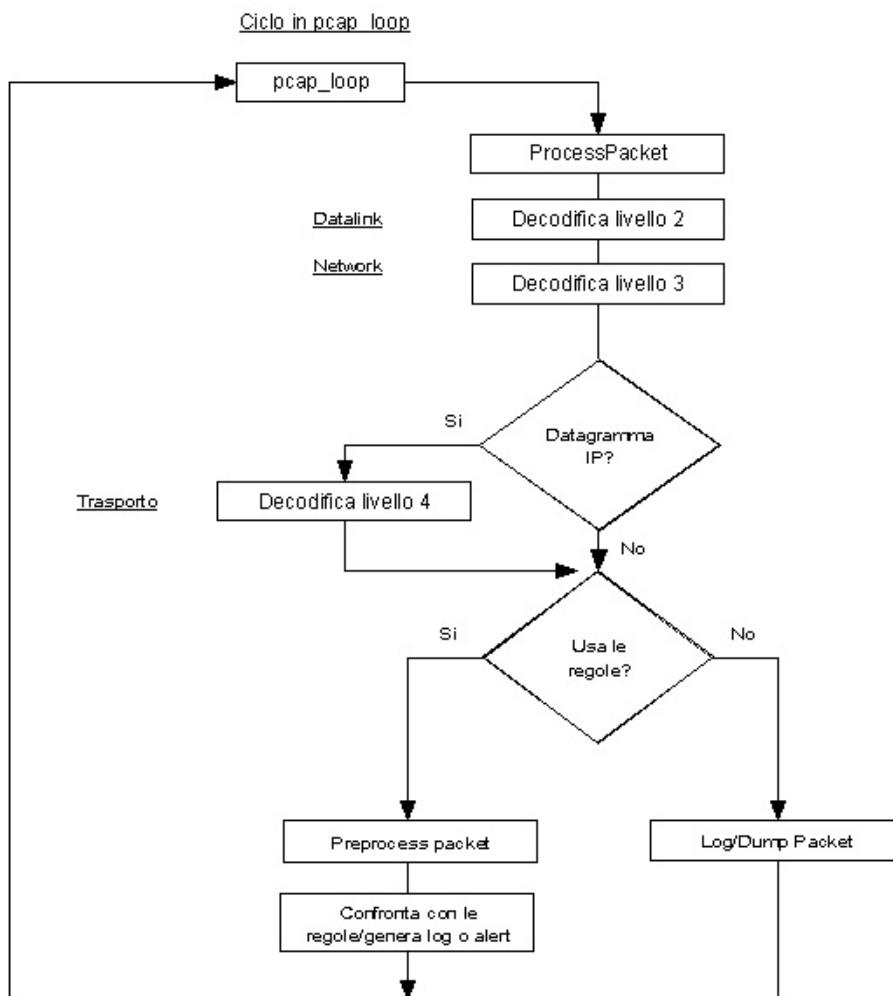 Ciclo in pcap_loop
pcap_loop
ProcessPacket
Datalink
Decodifica livello 2
Network
Decodifica livello 3
Si
Datagramma
IP?
Trasporto
Decodifica livello 4
No
Si
Usa le
regole?
No
Preprocess packet
Log/Dump Packet
Confronta con le
regole/genera log o alert